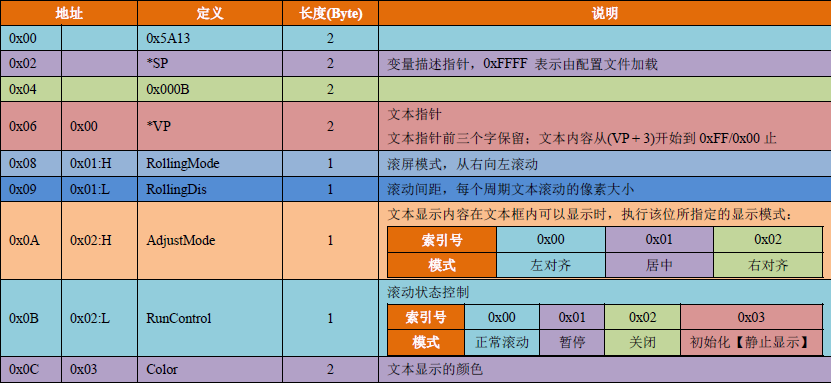 地址 定义 长度(Byte) 说明
0x00 0x5A13 2
0x02 *SP 2 变量描述指针，0xFFFF 表示由配置文件加载
0x04 0x000B 2
0x06 0x00 *VP 2 文本指针
文本指针前三个字保留；文本内容从(VP+3)开始到 0xFF/0x00 止
0x08 0x01:H RollingMode 1 滚屏模式，从右向左滚动
0x09 0x01:L RollingDis 1 滚动间距，每个周期文本滚动的像素大小
0x0A 0x02:H AdjustMode 1 文本显示内容在文本框内可以显示时，执行该位所指定的显示模式：
索引号 0x00 0x01 0x02
模式 左对齐 居中 右对齐
0x0B 0x02:L RunControl 1 滚动状态控制
索引号 0x00 0x01 0x02 0x03
模式 正常滚动 暂停 关闭 初始化【静止显示】
0x0C 0x03 Color 2 文本显示的颜色